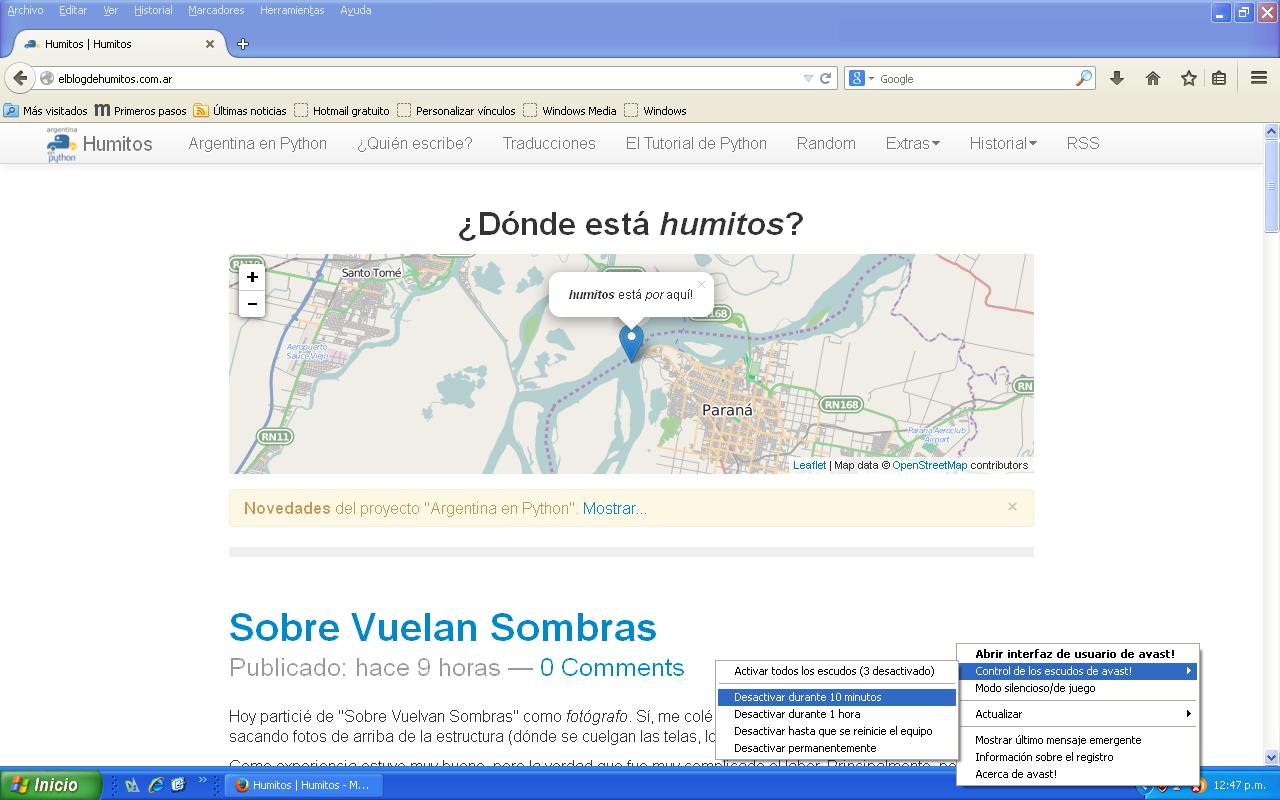 Archivo Editar Ver Historial Marcadores Herramientas Ayuda
Humitos | Humitos
elblogdehumitos.com.ar
Google
Más visitados Primeros pasos Últimas noticias Hotmail gratuito Personalizar vínculos Windows Media Windows
argentina
en
python
Humitos Argentina en Python ¿Quién escribe? Traducciones El Tutorial de Python Random Extras Historial RSS
¿Dónde está humitos?
+
−
Santo Tomé
humitos está por aquí!
×
RN168
Aeropuerto
Sauce Viejo
Paraná
RN168
RN
RN11
Paraná Aeroclub
Airport
Leaflet | Map data © OpenStreetMap contributors
Novedades del proyecto "Argentina en Python". Mostrar...
×
Sobre Vuelan Sombras
Publicado: hace 9 horas — 0 Comments
Hoy particié de "Sobre Vuelvan Sombras" como fotógrafo. Sí, me colé
sacando fotos de arriba de la estructura (dónde se cuelgan las telas,
Como experiencia estuvo muy bueno pero la verdad que fue muy complicado el labor. Principalmente,
Abrir interfaz de usuario de avast!
Control de los escudos de avast!
Modo silencioso/de juego
Actualizar
Mostrar último mensaje emergente
Información sobre el registro
Acerca de avast!
Activar todos los escudos (3 desactivado)
Desactivar durante 10 minutos
Desactivar durante 1 hora
Desactivar hasta que se reinicie el equipo
Desactivar permanentemente
Inicio
Humitos | Humitos - M...
12:47 p.m.